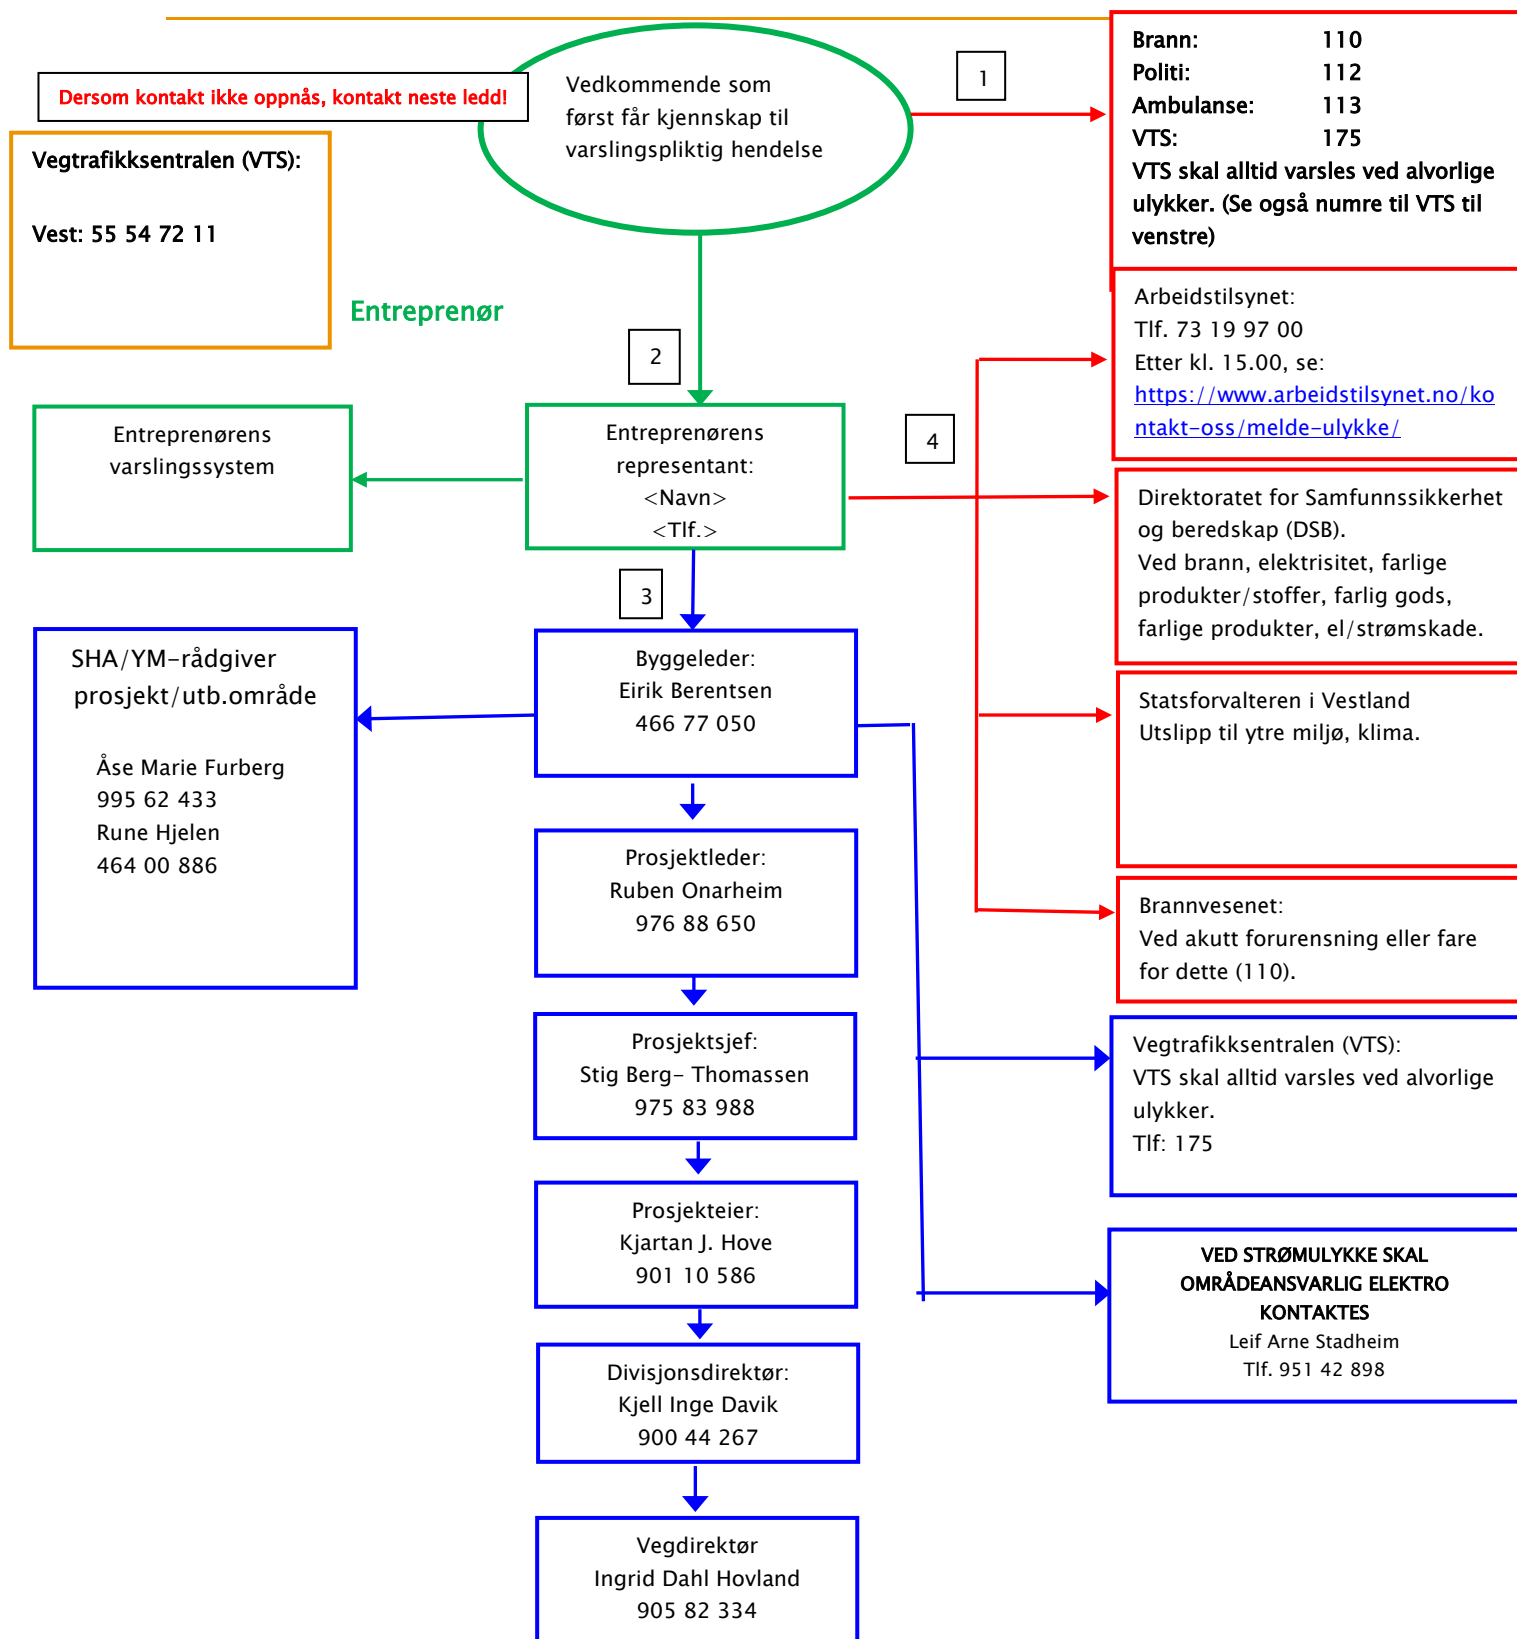 Dersom kontakt ikke oppnås, kontakt neste ledd!
Vedkommende som
først får kjennskap til
varslingspliktig hendelse
1
Brann: 110
Politi: 112
Ambulanse: 113
VTS: 175
VTS skal alltid varsles ved alvorlige
ulykker. (Se også numre til VTS til
venstre)
Vegtrafikksentralen (VTS):
Vest: 55 54 72 11
Entreprenør
2
Arbeidstilsynet:
Tlf. 73 19 97 00
Etter kl. 15.00, se:
https://www.arbeidstilsynet.no/ko
ntakt-oss/melde-ulykke/
Entreprenørens
varslingssystem
Entreprenørens
representant:
<Navn>
<Tlf.>
4
Direktoratet for Samfunnssikkerhet
og beredskap (DSB).
Ved brann, elektrisitet, farlige
produkter/stoffer, farlig gods,
farlige produkter, el/strømskade.
3
SHA/YM-rådgiver
prosjekt/utb.område
Åse Marie Furberg
995 62 433
Rune Hjelen
464 00 886
Byggeleder:
Eirik Berentsen
466 77 050
Statsforvalteren i Vestland
Utslipp til ytre miljø, klima.
Prosjektleder:
Ruben Onarheim
976 88 650
Brannvesenet:
Ved akutt forurensning eller fare
for dette (110).
Prosjektsjef:
Stig Berg- Thomassen
975 83 988
Vegtrafikksentralen (VTS):
VTS skal alltid varsles ved alvorlige
ulykker.
Tlf: 175
Prosjekteier:
Kjartan J. Hove
901 10 586
VED STRØMULYKKE SKAL
OMRÅDEANSVARLIG ELEKTRO
KONTAKTES
Leif Arne Stadheim
Tlf. 951 42 898
Divisjonsdirektør:
Kjell Inge Davik
900 44 267
Vegdirektør
Ingrid Dahl Hovland
905 82 334